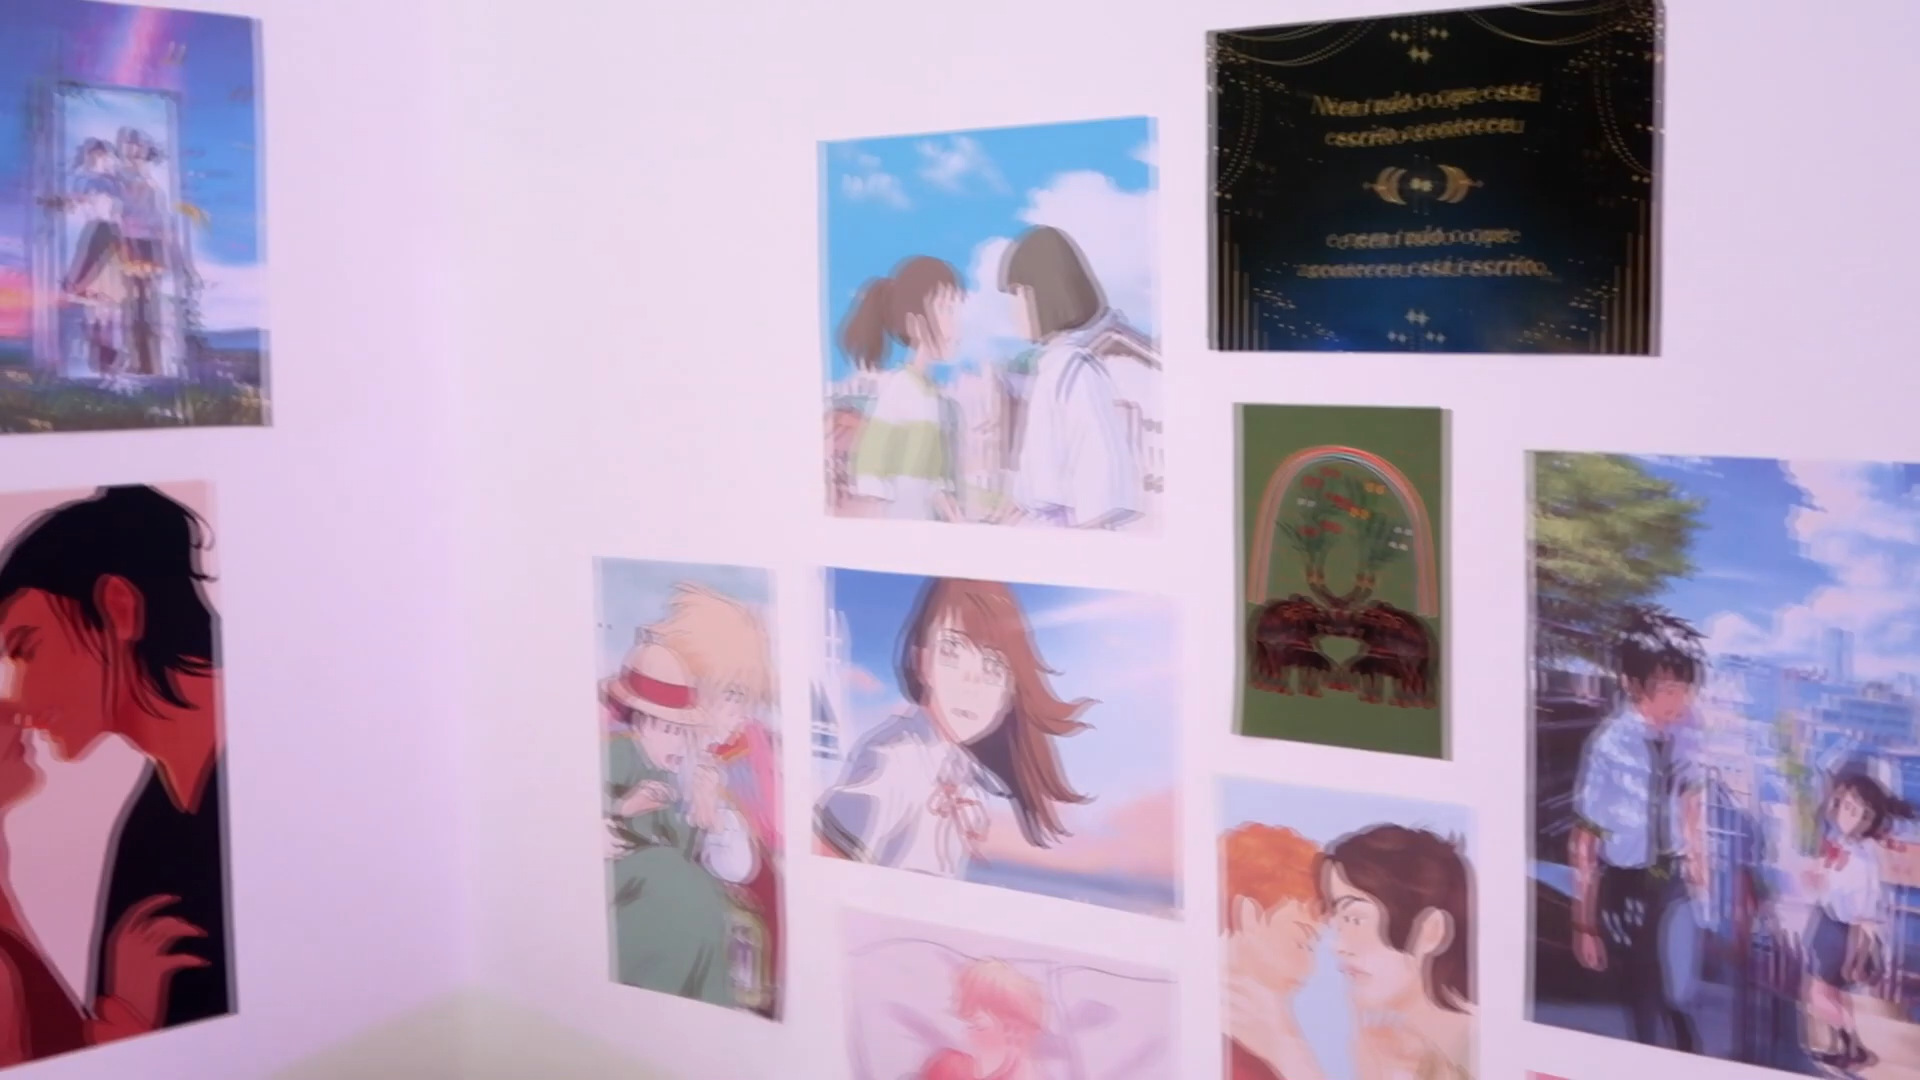 Nem tudo o que está
escrito aconteceu
e nem tudo o que
aconteceu está escrito.